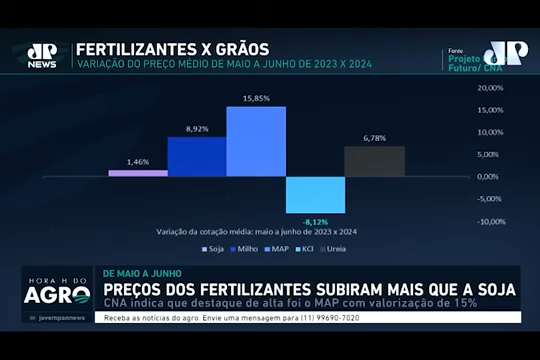 JP
NEWS
FERTILIZANTES X GRÃOS
VARIAÇÃO DO PREÇO MÉDIO DE MAIO A JUNHO DE 2023 X 2024
Fonte
Projeto
Futuro/ CNA
JP
20,00%
15,00%
10,00%
5,00%
0,00%
-5,00%
-10,00%
1,46%
8,92%
15,85%
-8,12%
6,78%
Variação da cotação média: maio a junho de 2023 x 2024
Soja Milho MAP KCl Ureia
HORA H DO
AGRO
jovempannews
DE MAIO A JUNHO
PREÇOS DOS FERTILIZANTES SUBIRAM MAIS QUE A SOJA
CNA indica que destaque de alta foi o MAP com valorização de 15%
Receba as notícias do agro. Envie uma mensagem para (11) 99690-7020